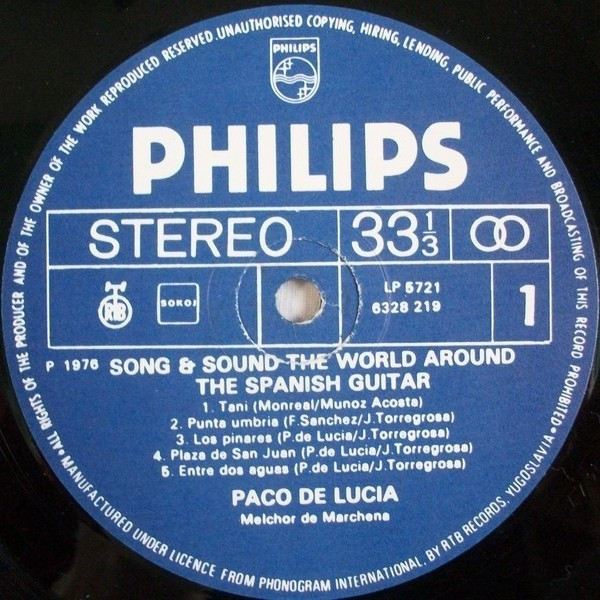 ALL RIGHTS OF THE PRODUCER AND OF THE OWNER OF THE WORK REPRODUCED RESERVED. UNAUTHORISED COPYING, HIRING, LENDING, PUBLIC PERFORMANCE AND BROADCASTING OF THIS RECORD PROHIBITED •
PHILIPS
PHILIPS
STEREO 33 1/3
RTB SOKOJ LP 5721
6328 219
1
P 1976 SONG & SOUND THE WORLD AROUND
THE SPANISH GUITAR
1. Tani (Monreal/Munoz Acosta)
2. Punta umbria (F. Sanchez/J. Torregrosa)
3. Los pinares (P. de Lucia/J. Torregrosa)
4. Plaza de San Juan (P. de Lucia/J. Torregrosa)
5. Entre dos aguas (P. de Lucia/J. Torregrosa)
PACO DE LUCIA
Melchor de Marchena
• MANUFACTURED UNDER LICENCE FROM PHONOGRAM INTERNATIONAL, BY RTB RECORDS, YUGOSLAVIA •